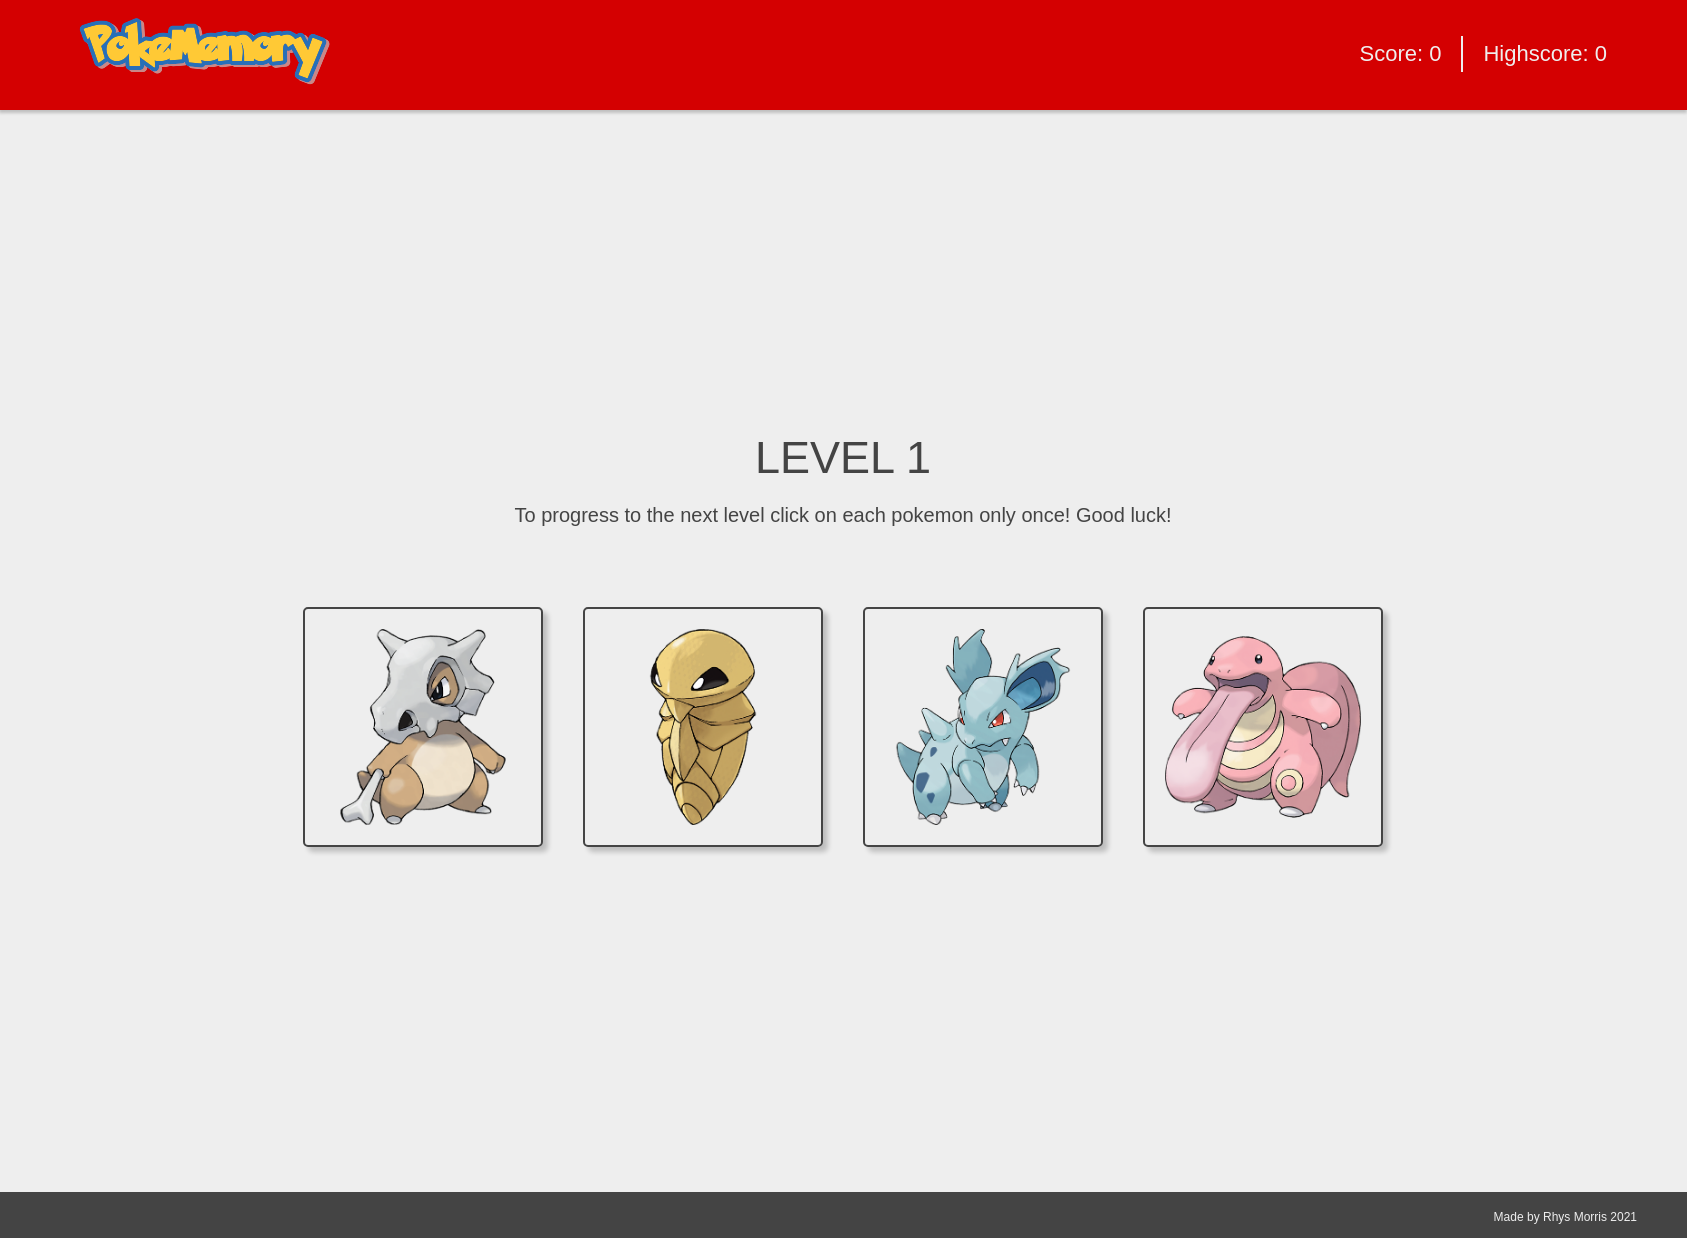 PokeMemory
Score: 0
Highscore: 0
LEVEL 1
To progress to the next level click on each pokemon only once! Good luck!
Made by Rhys Morris 2021